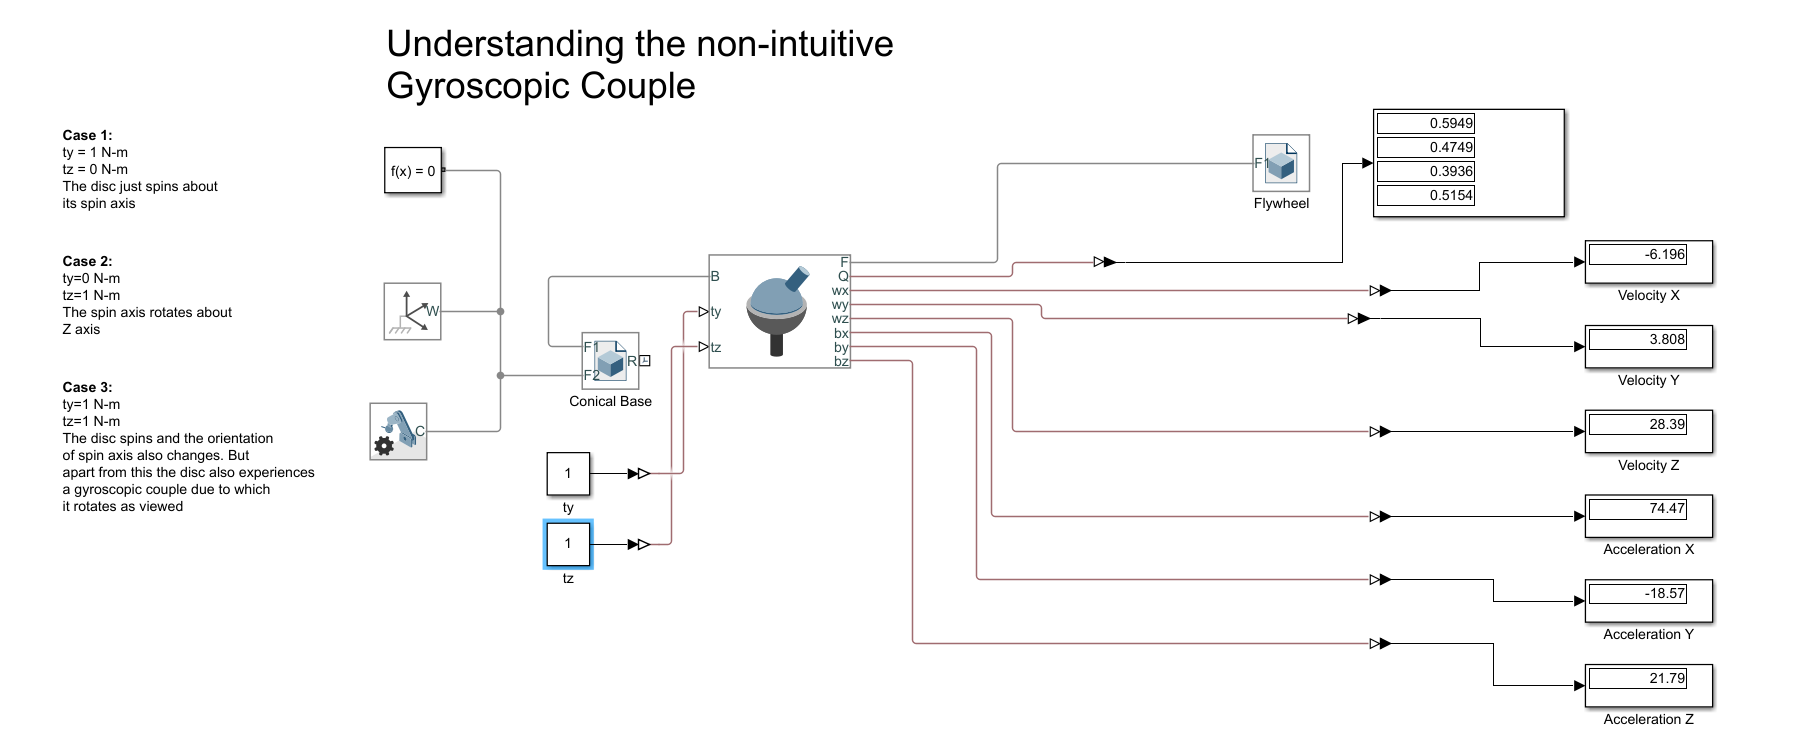 Understanding the non-intuitive
Gyroscopic Couple
Case 1:
ty = 1 N-m
tz = 0 N-m
The disc just spins about
its spin axis
Case 2:
ty=0 N-m
tz=1 N-m
The spin axis rotates about
Z axis
Case 3:
ty=1 N-m
tz=1 N-m
The disc spins and the orientation
of spin axis also changes. But
apart from this the disc also experiences
a gyroscopic couple due to which
it rotates as viewed
f(x) = 0
W
C
F1
F2
R
Conical Base
1
ty
1
tz
B
ty
tz
F
Q
wx
wy
wz
bx
by
bz
F1
Flywheel
0.5949
0.4749
0.3936
0.5154
-6.196
Velocity X
3.808
Velocity Y
28.39
Velocity Z
74.47
Acceleration X
-18.57
Acceleration Y
21.79
Acceleration Z